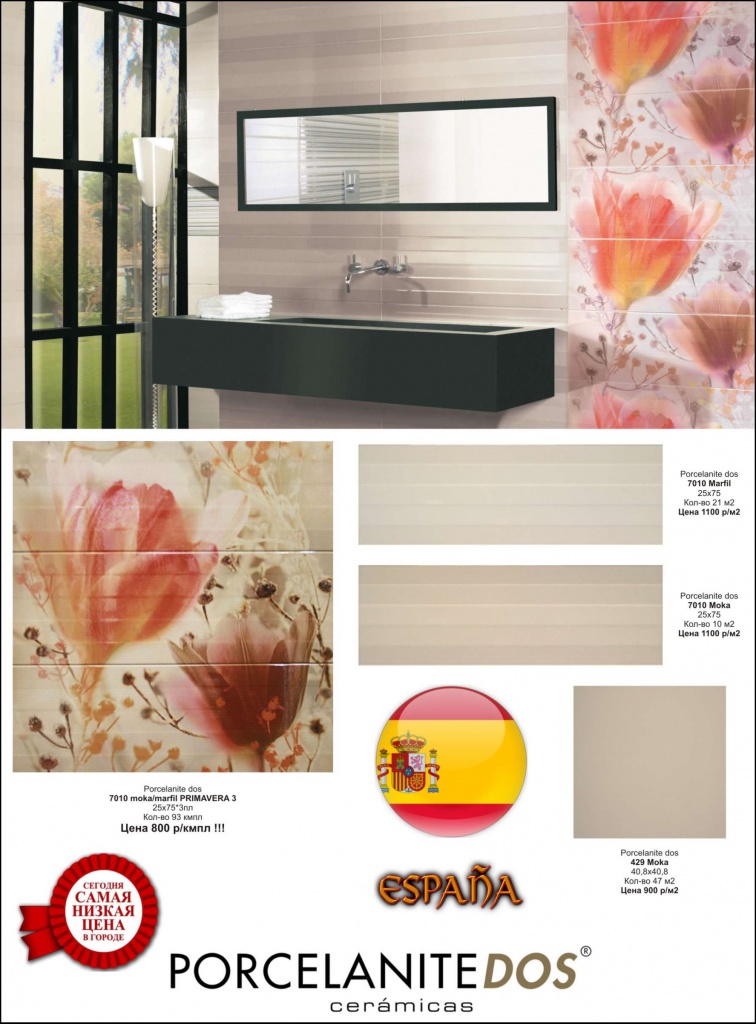 Porcelanite dos
7010 Marfil
25x75
Кол-во 21 м2
Цена 1100 р/м2
Porcelanite dos
7010 Moka
25x75
Кол-во 10 м2
Цена 1100 р/м2
Porcelanite dos
7010 moka/marfil PRIMAVERA 3
25x75*3пл
Кол-во 93 кмпл
Цена 800 р/кмпл !!!
Porcelanite dos
429 Moka
40,8x40,8
Кол-во 47 м2
Цена 900 р/м2
ESPAÑA
СЕГОДНЯ
САМАЯ
НИЗКАЯ
ЦЕНА
В ГОРОДЕ
PORCELANITEDOS®
cerámicas